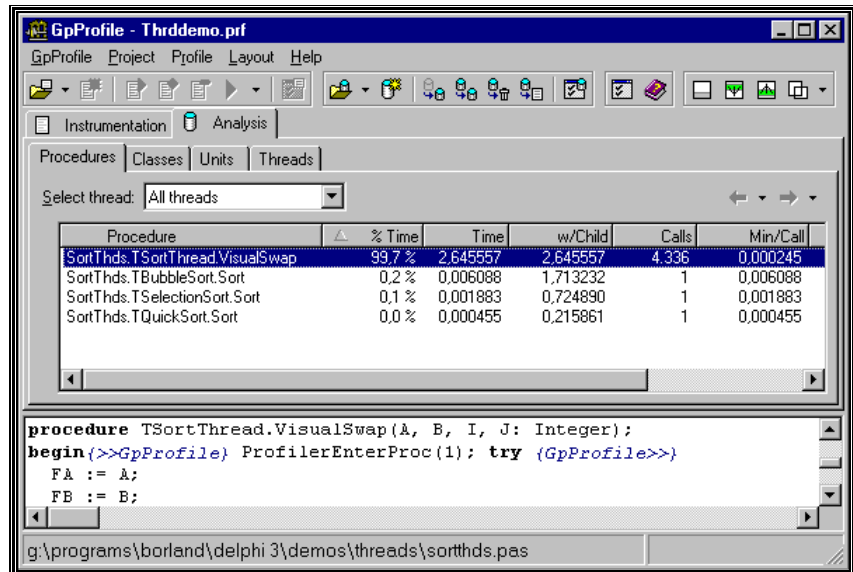 GpProfile - Thrddemo.prf
GpProfile Project Profile Layout Help
Instrumentation Analysis
Procedures Classes Units Threads
Select thread: All threads
Procedure % Time Time w/Child Calls Min/Call
SortThds.TSortThread.VisualSwap 99,7 % 2,645557 2,645557 4.336 0,000245
SortThds.TBubbleSort.Sort 0,2 % 0,006088 1,713232 1 0,006088
SortThds.TSelectionSort.Sort 0,1 % 0,001883 0,724890 1 0,001883
SortThds.TQuickSort.Sort 0,0 % 0,000455 0,215861 1 0,000455
procedure TSortThread.VisualSwap(A, B, I, J: Integer);
begin{>>GpProfile} ProfilerEnterProc(1); try {GpProfile>>}
FA := A;
FB := B;
g:\programs\borland\delphi 3\demos\threads\sortthds.pas